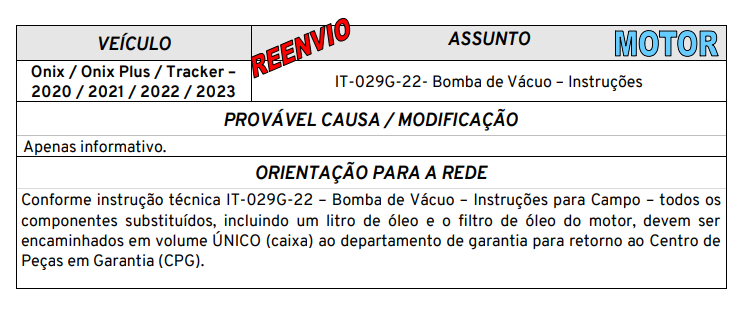 VEÍCULO
REENVIO
ASSUNTO
MOTOR
Onix / Onix Plus / Tracker –
2020 / 2021 / 2022 / 2023
IT-029G-22- Bomba de Vácuo – Instruções
PROVÁVEL CAUSA / MODIFICAÇÃO
Apenas informativo.
ORIENTAÇÃO PARA A REDE
Conforme instrução técnica IT-029G-22 – Bomba de Vácuo – Instruções para Campo – todos os
componentes substituídos, incluindo um litro de óleo e o filtro de óleo do motor, devem ser
encaminhados em volume ÚNICO (caixa) ao departamento de garantia para retorno ao Centro de
Peças em Garantia (CPG).